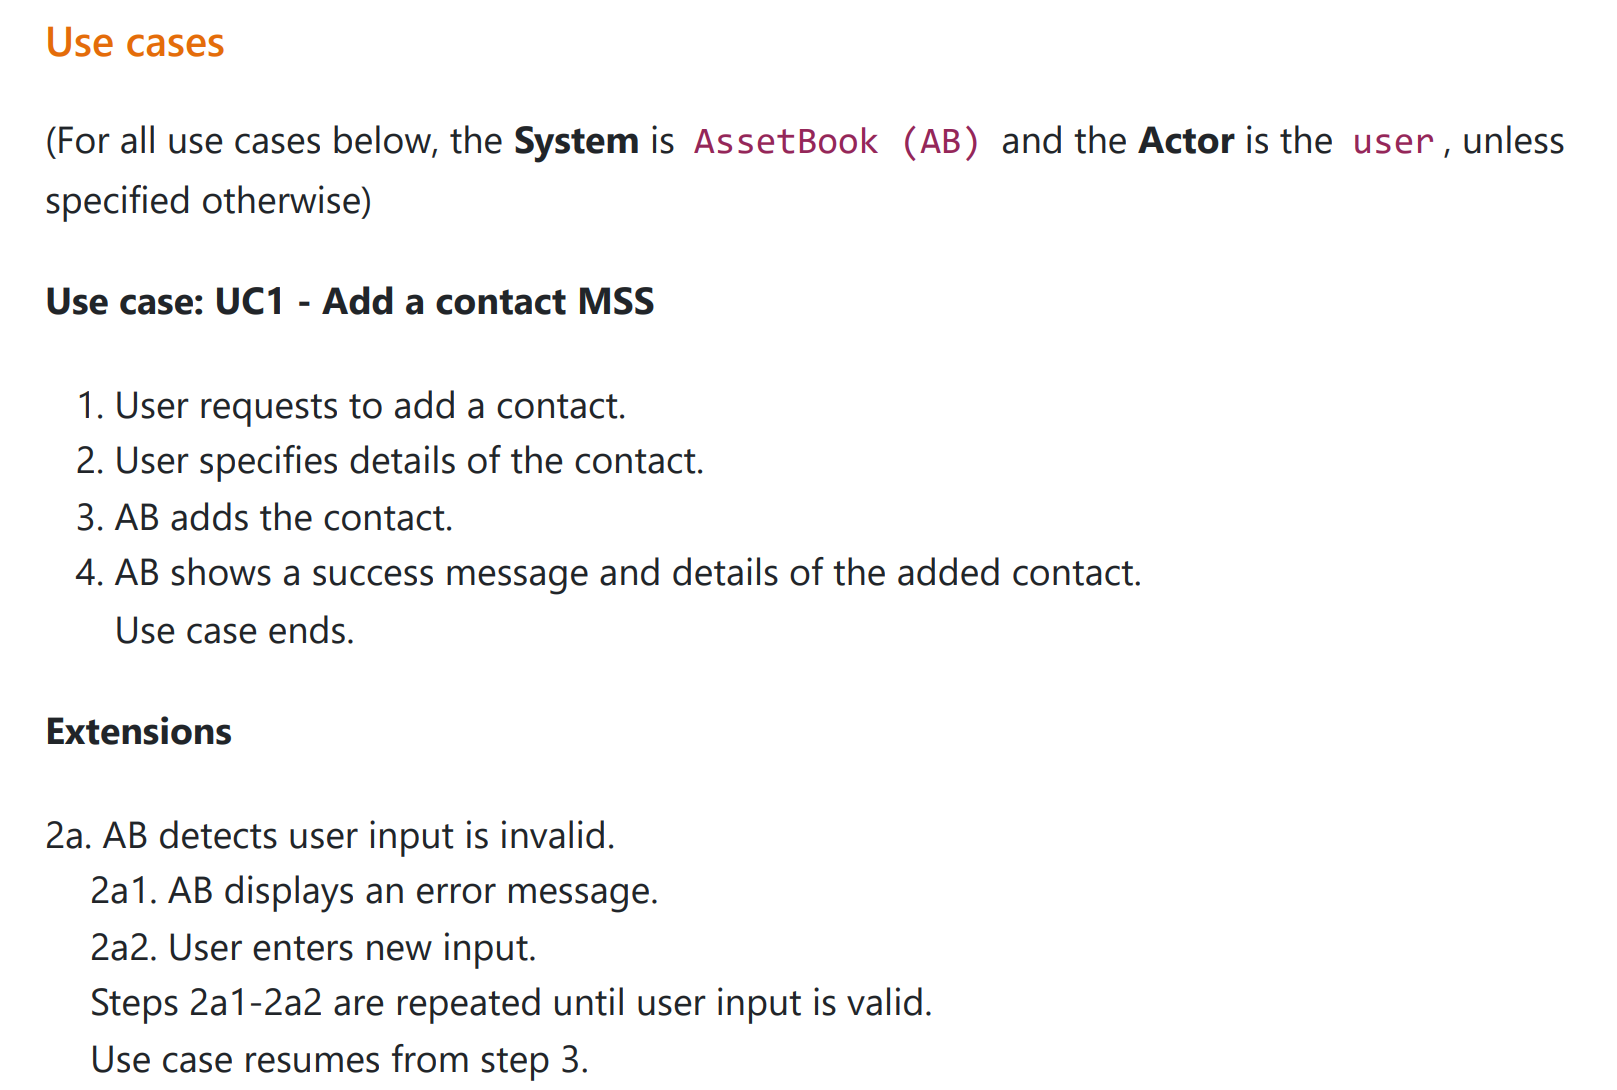 Use cases
(For all use cases below, the System is AssetBook (AB) and the Actor is the user, unless
specified otherwise)
Use case: UC1 - Add a contact MSS
1. User requests to add a contact.
2. User specifies details of the contact.
3. AB adds the contact.
4. AB shows a success message and details of the added contact.
Use case ends.
Extensions
2a. AB detects user input is invalid.
2a1. AB displays an error message.
2a2. User enters new input.
Steps 2a1-2a2 are repeated until user input is valid.
Use case resumes from step 3.